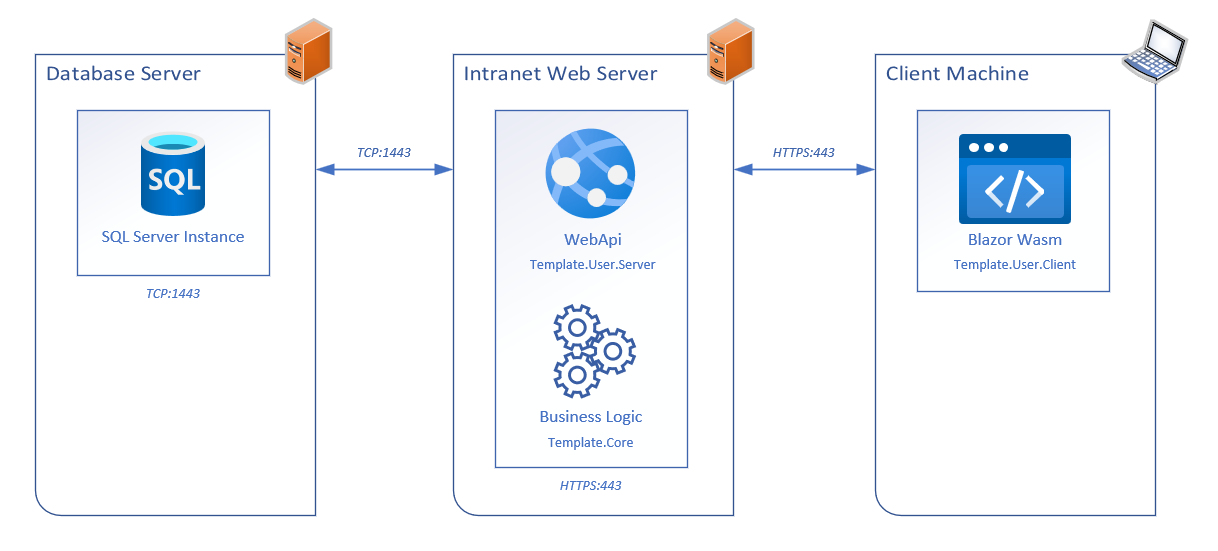 Database Server
SQL
SQL Server Instance
TCP:1443
TCP:1443
Intranet Web Server
WebApi
Template.User.Server
Business Logic
Template.Core
HTTPS:443
HTTPS:443
Client Machine
</>
Blazor Wasm
Template.User.Client